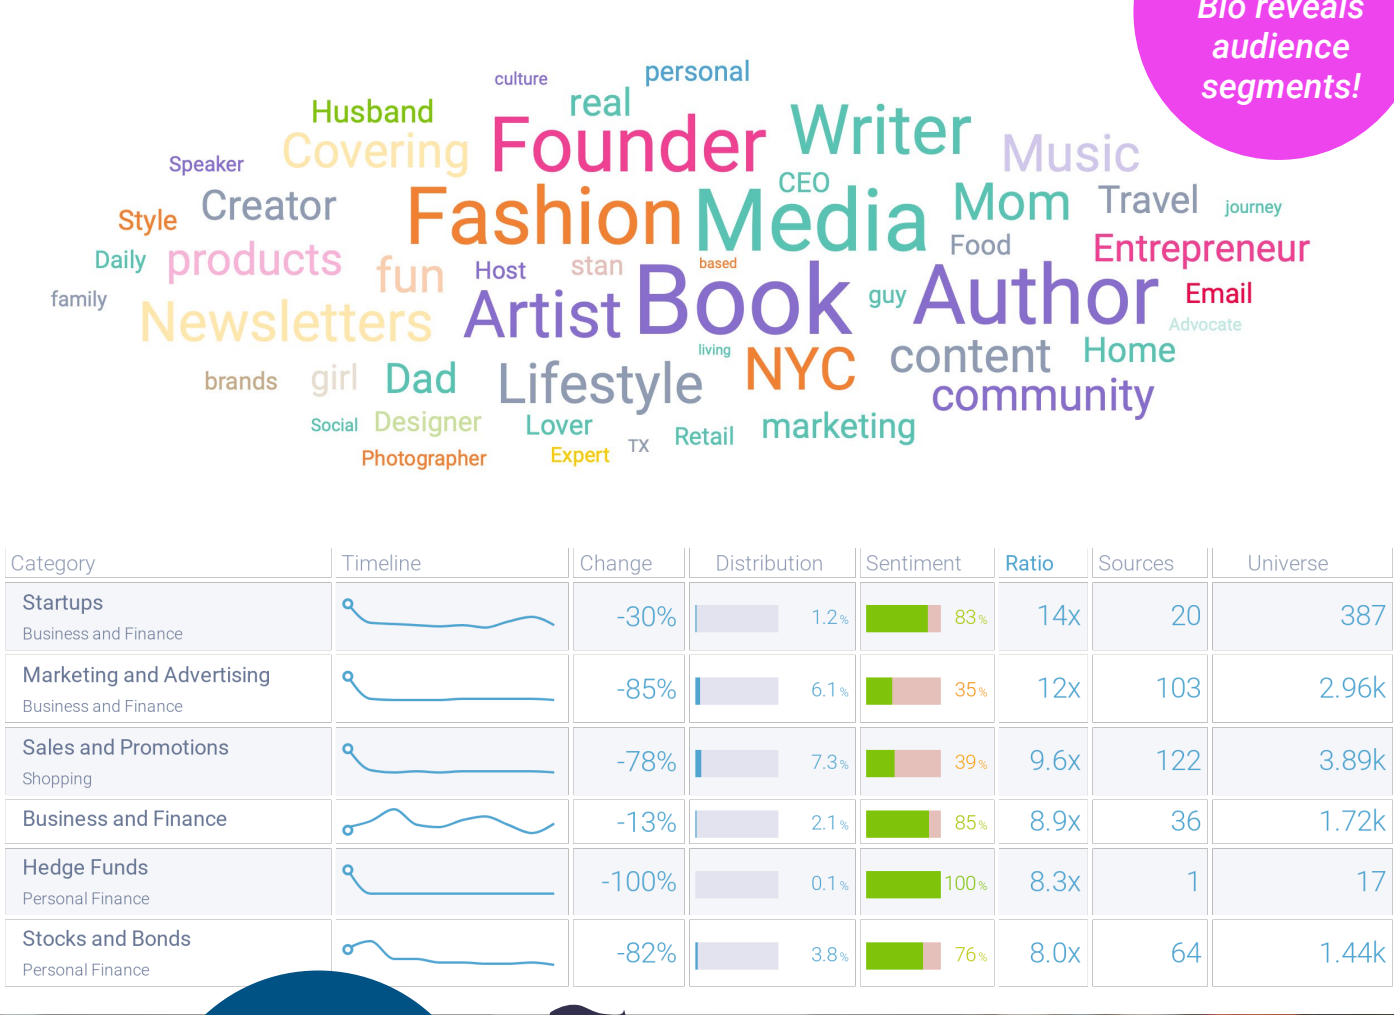 Bio reveals
audience
segments!
culture personal
Husband real
Founder Writer
Covering Music
Speaker CEO
Creator Fashion Media Mom Travel journey
Style Food Entrepreneur
Daily products fun Host stan based
family Newsletters Artist Book guy Author Email
Advocate
living NYC content Home
brands girl Dad Lifestyle community
Social Designer Lover Retail marketing
Photographer Expert TX
Category Timeline Change Distribution Sentiment Ratio Sources Universe
Startups
Business and Finance
-30% 1.2% 83% 14x 20 387
Marketing and Advertising
Business and Finance
-85% 6.1% 35% 12x 103 2.96k
Sales and Promotions
Shopping
-78% 7.3% 39% 9.6x 122 3.89k
Business and Finance -13% 2.1% 85% 8.9x 36 1.72k
Hedge Funds
Personal Finance
-100% 0.1% 100% 8.3x 1 17
Stocks and Bonds
Personal Finance
-82% 3.8% 76% 8.0x 64 1.44k